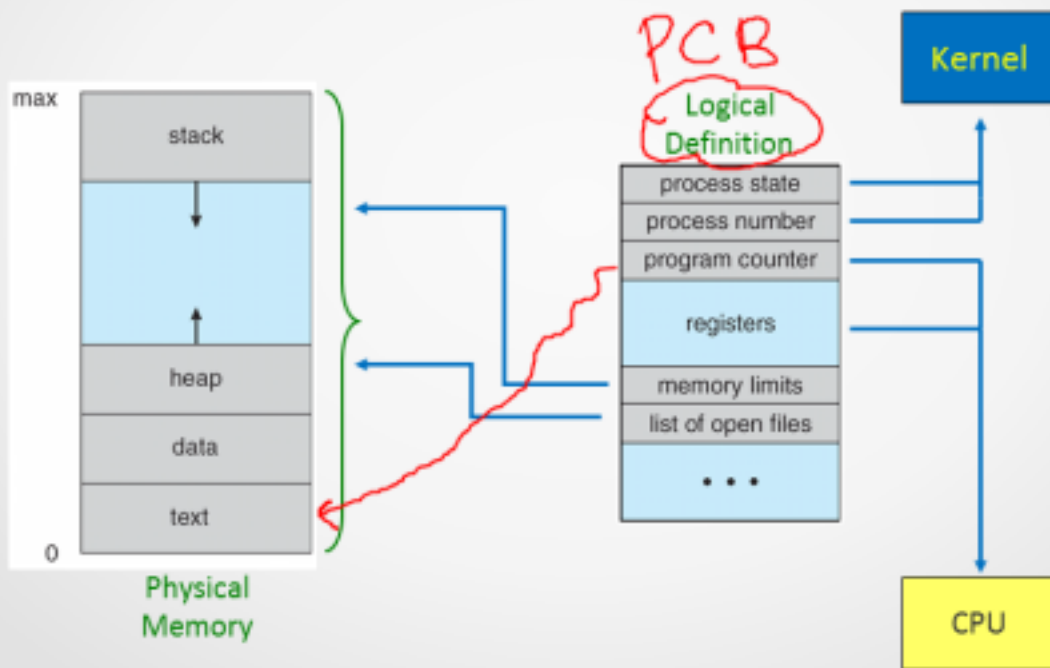 PCB
Kernel
max
stack
Logical
Definition
process state
process number
program counter
registers
heap
memory limits
data
list of open files
• • •
text
0
Physical
Memory
CPU